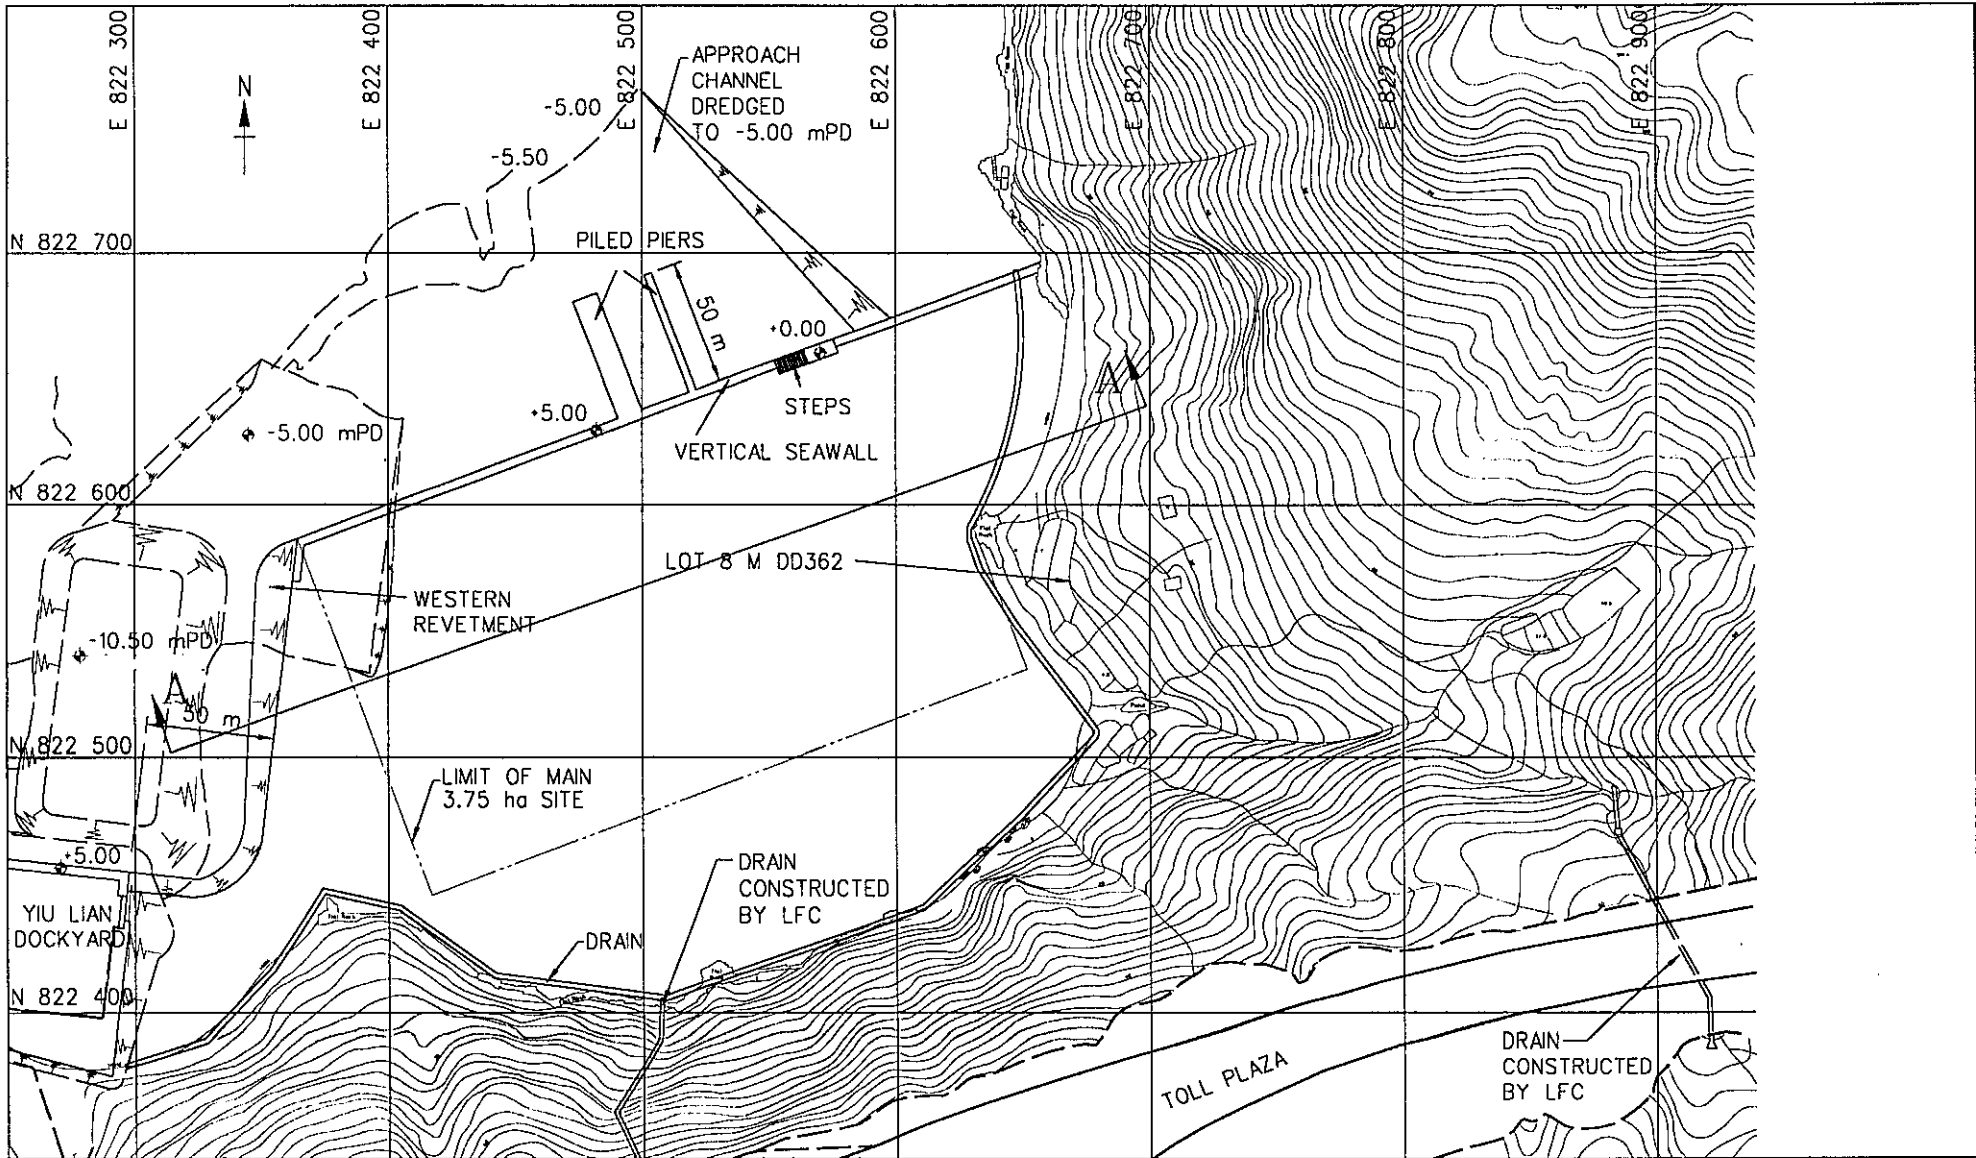 E 822 300
E 822 400
E 822 500
E 822 600
E 822 700
E 822 800
E 822 900
N
APPROACH
CHANNEL
DREDGED
TO -5.00 mPD
-5.00
-5.50
N 822 700
PILED PIERS
50 m
+0.00
STEPS
+5.00
VERTICAL SEAWALL
-5.00 mPD
A
N 822 600
LOT 8 M DD362
WESTERN
REVETMENT
-10.50 mPD
A
50 m
N 822 500
LIMIT OF MAIN
3.75 ha SITE
+5.00
YIU LIAN
DOCKYARD
DRAIN
CONSTRUCTED
BY LFC
DRAIN
N 822 400
TOLL PLAZA
DRAIN
CONSTRUCTED
BY LFC